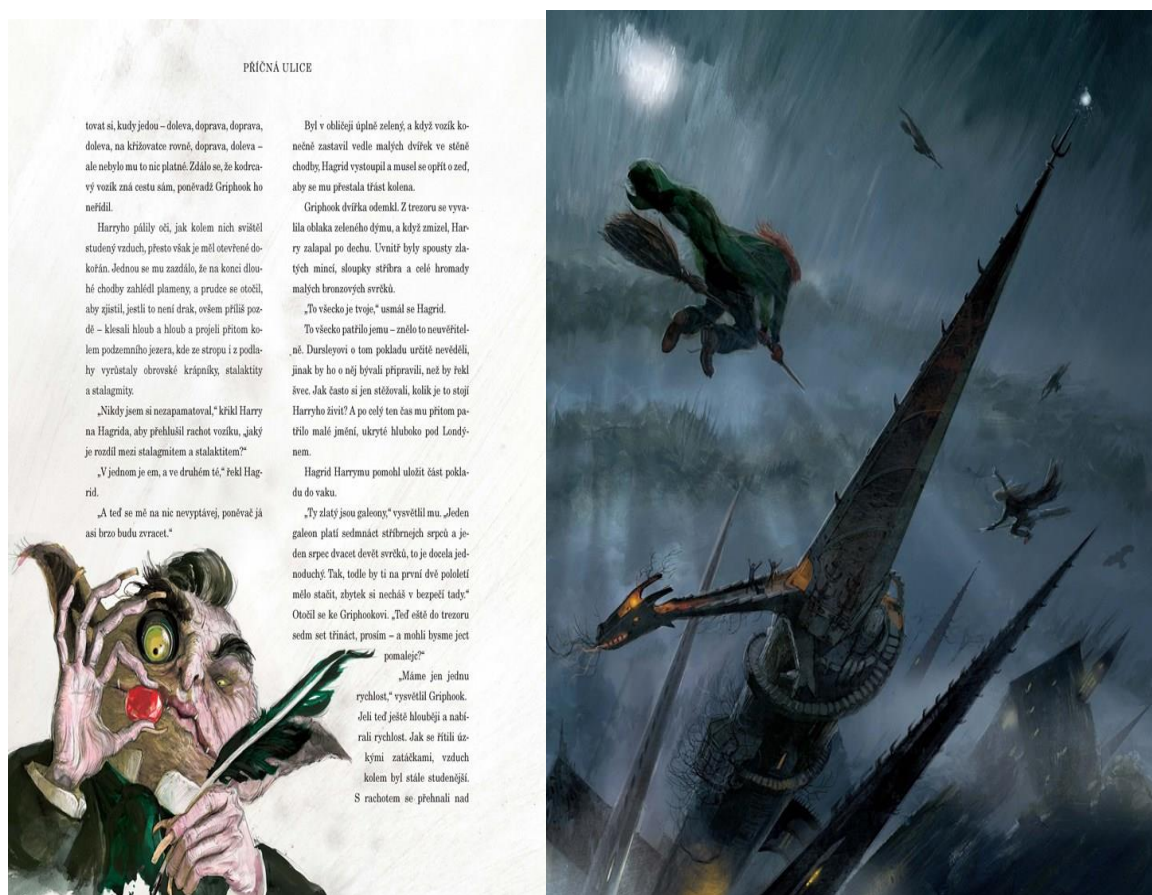 PŘÍČNÁ ULICE
tovat si, kudy jedou – doleva, doprava, doprava,
doleva, na křižovatce rovně, doprava, doleva –
ale nebylo mu to nic platné. Zdálo se, že kodrca-
vý vozík zná cestu sám, poněvadž Griphook ho
neřídil.
Harryho pálily oči, jak kolem nich svištěl
studený vzduch, přesto však je měl otevřené do-
kořán. Jednou se mu zazdálo, že na konci dlou-
hé chodby zahlédl plameny, a prudce se otočil,
aby zjistil, jestli to není drak, ovšem příliš poz-
dě – klesali hloub a hloub a projeli přitom ko-
lem podzemního jezera, kde ze stropu i z podla-
hy vyrůstaly obrovské krápníky, stalaktity
a stalagmity.
„Nikdy jsem si nezapamatoval,“ křikl Harry
na Hagrida, aby přehlušil rachot vozíku, „jaký
je rozdíl mezi stalagmitem a stalaktitem?“
„V jednom je em, a ve druhém té,“ řekl Hag-
rid.
„A teď se mě na nic nevyptávej, poněvač já
asi brzo budu zvracet.“
Byl v obličeji úplně zelený, a když vozík ko-
nečně zastavil vedle malých dvířek ve stěně
chodby, Hagrid vystoupil a musel se opřít o zeď,
aby se mu přestala třást kolena.
Griphook dvířka odemkl. Z trezoru se vyva-
lila oblaka zeleného dýmu, a když zmizel, Har-
ry zalapal po dechu. Uvnitř byly spousty zla-
tých mincí, sloupky stříbra a celé hromady
malých bronzových svrčků.
„To všecko je tvoje,“ usmál se Hagrid.
To všecko patřilo jemu – znělo to neuvěřitel-
ně. Dursleyovi o tom pokladu určitě nevěděli,
jinak by ho o něj bývali připravili, než by řekl
švec. Jak často si jen stěžovali, kolik je to stojí
Harryho živit? A po celý ten čas mu přitom pa-
třilo malé jmění, ukryté hluboko pod Londý-
nem.
Hagrid Harrymu pomohl uložit část pokla-
du do vaku.
„Ty zlatý jsou galeony,“ vysvětlil mu. „Jeden
galeon platí sedmnáct stříbrnejch srpců a je-
den srpec dvacet devět svrčků, to je docela jed-
noduchý. Tak, todle by ti na první dvě pololetí
mělo stačit, zbytek si necháš v bezpečí tady.“
Otočil se ke Griphookovi. „Teď eště do trezoru
sedm set třináct, prosím – a mohli bysme ject
pomalejc?“
„Máme jen jednu
rychlost,“ vysvětlil Griphook.
Jeli teď ještě hlouběji a nabí-
rali rychlost. Jak se řítili úz-
kými zatáčkami, vzduch
kolem byl stále studenější.
S rachotem se přehnali nad